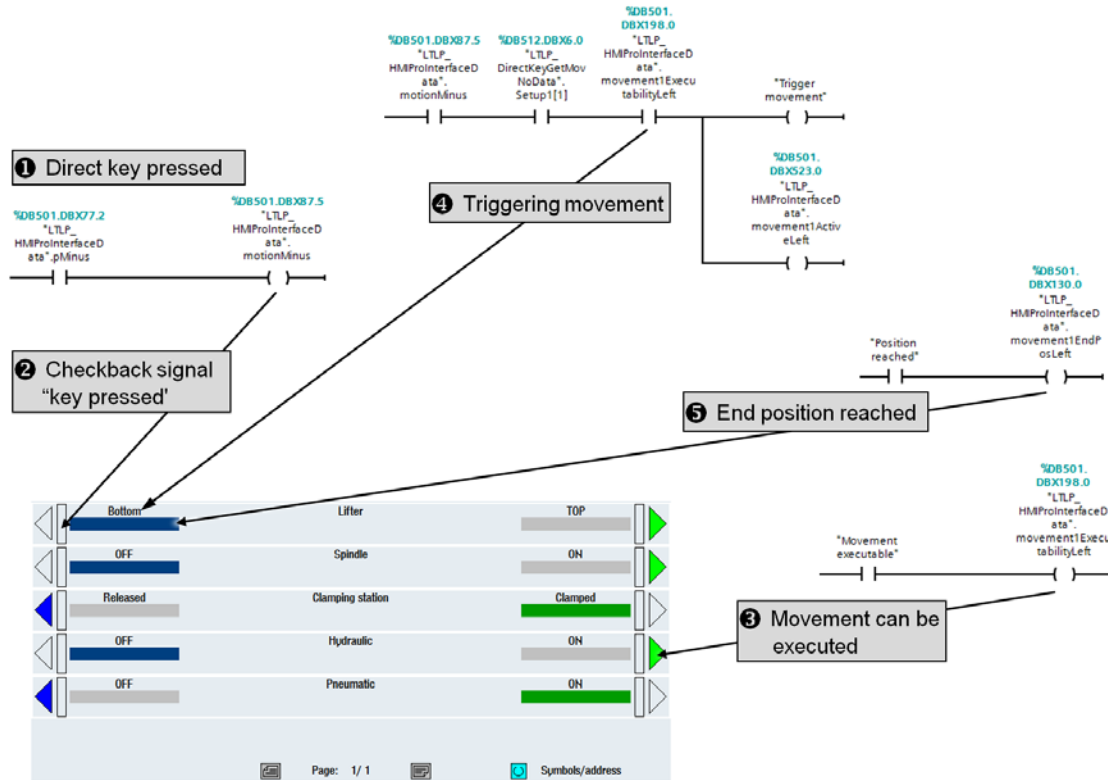 %DB501.DBX87.5
"LTLP_
HMIProInterfaceD
ata".
motionMinus
%DB512.DBX6.0
"LTLP_
DirectKeyGetMov
NoData".
Setup1[1]
%DB501.
DBX198.0
"LTLP_
HMIProInterfaceD
ata".
movement1Execu
tabilityLeft
"Trigger
movement"
%DB501.
DBX523.0
"LTLP_
HMIProInterfaceD
ata".
movement1Activ
eLeft
❶ Direct key pressed
%DB501.DBX77.2
"LTLP_
HMIProInterfaceD
ata".pMinus
%DB501.DBX87.5
"LTLP_
HMIProInterfaceD
ata".
motionMinus
❹ Triggering movement
❷ Checkback signal
“key pressed'
"Position
reached"
%DB501.
DBX130.0
"LTLP_
HMIProInterfaceD
ata".
movement1EndP
osLeft
❺ End position reached
"Movement
executable"
%DB501.
DBX198.0
"LTLP_
HMIProInterfaceD
ata".
movement1Execu
tabilityLeft
❸ Movement can be
executed
Bottom Lifter TOP
OFF Spindle ON
Released Clamping station Clamped
OFF Hydraulic ON
OFF Pneumatic ON
Page: 1/ 1 Symbols/address